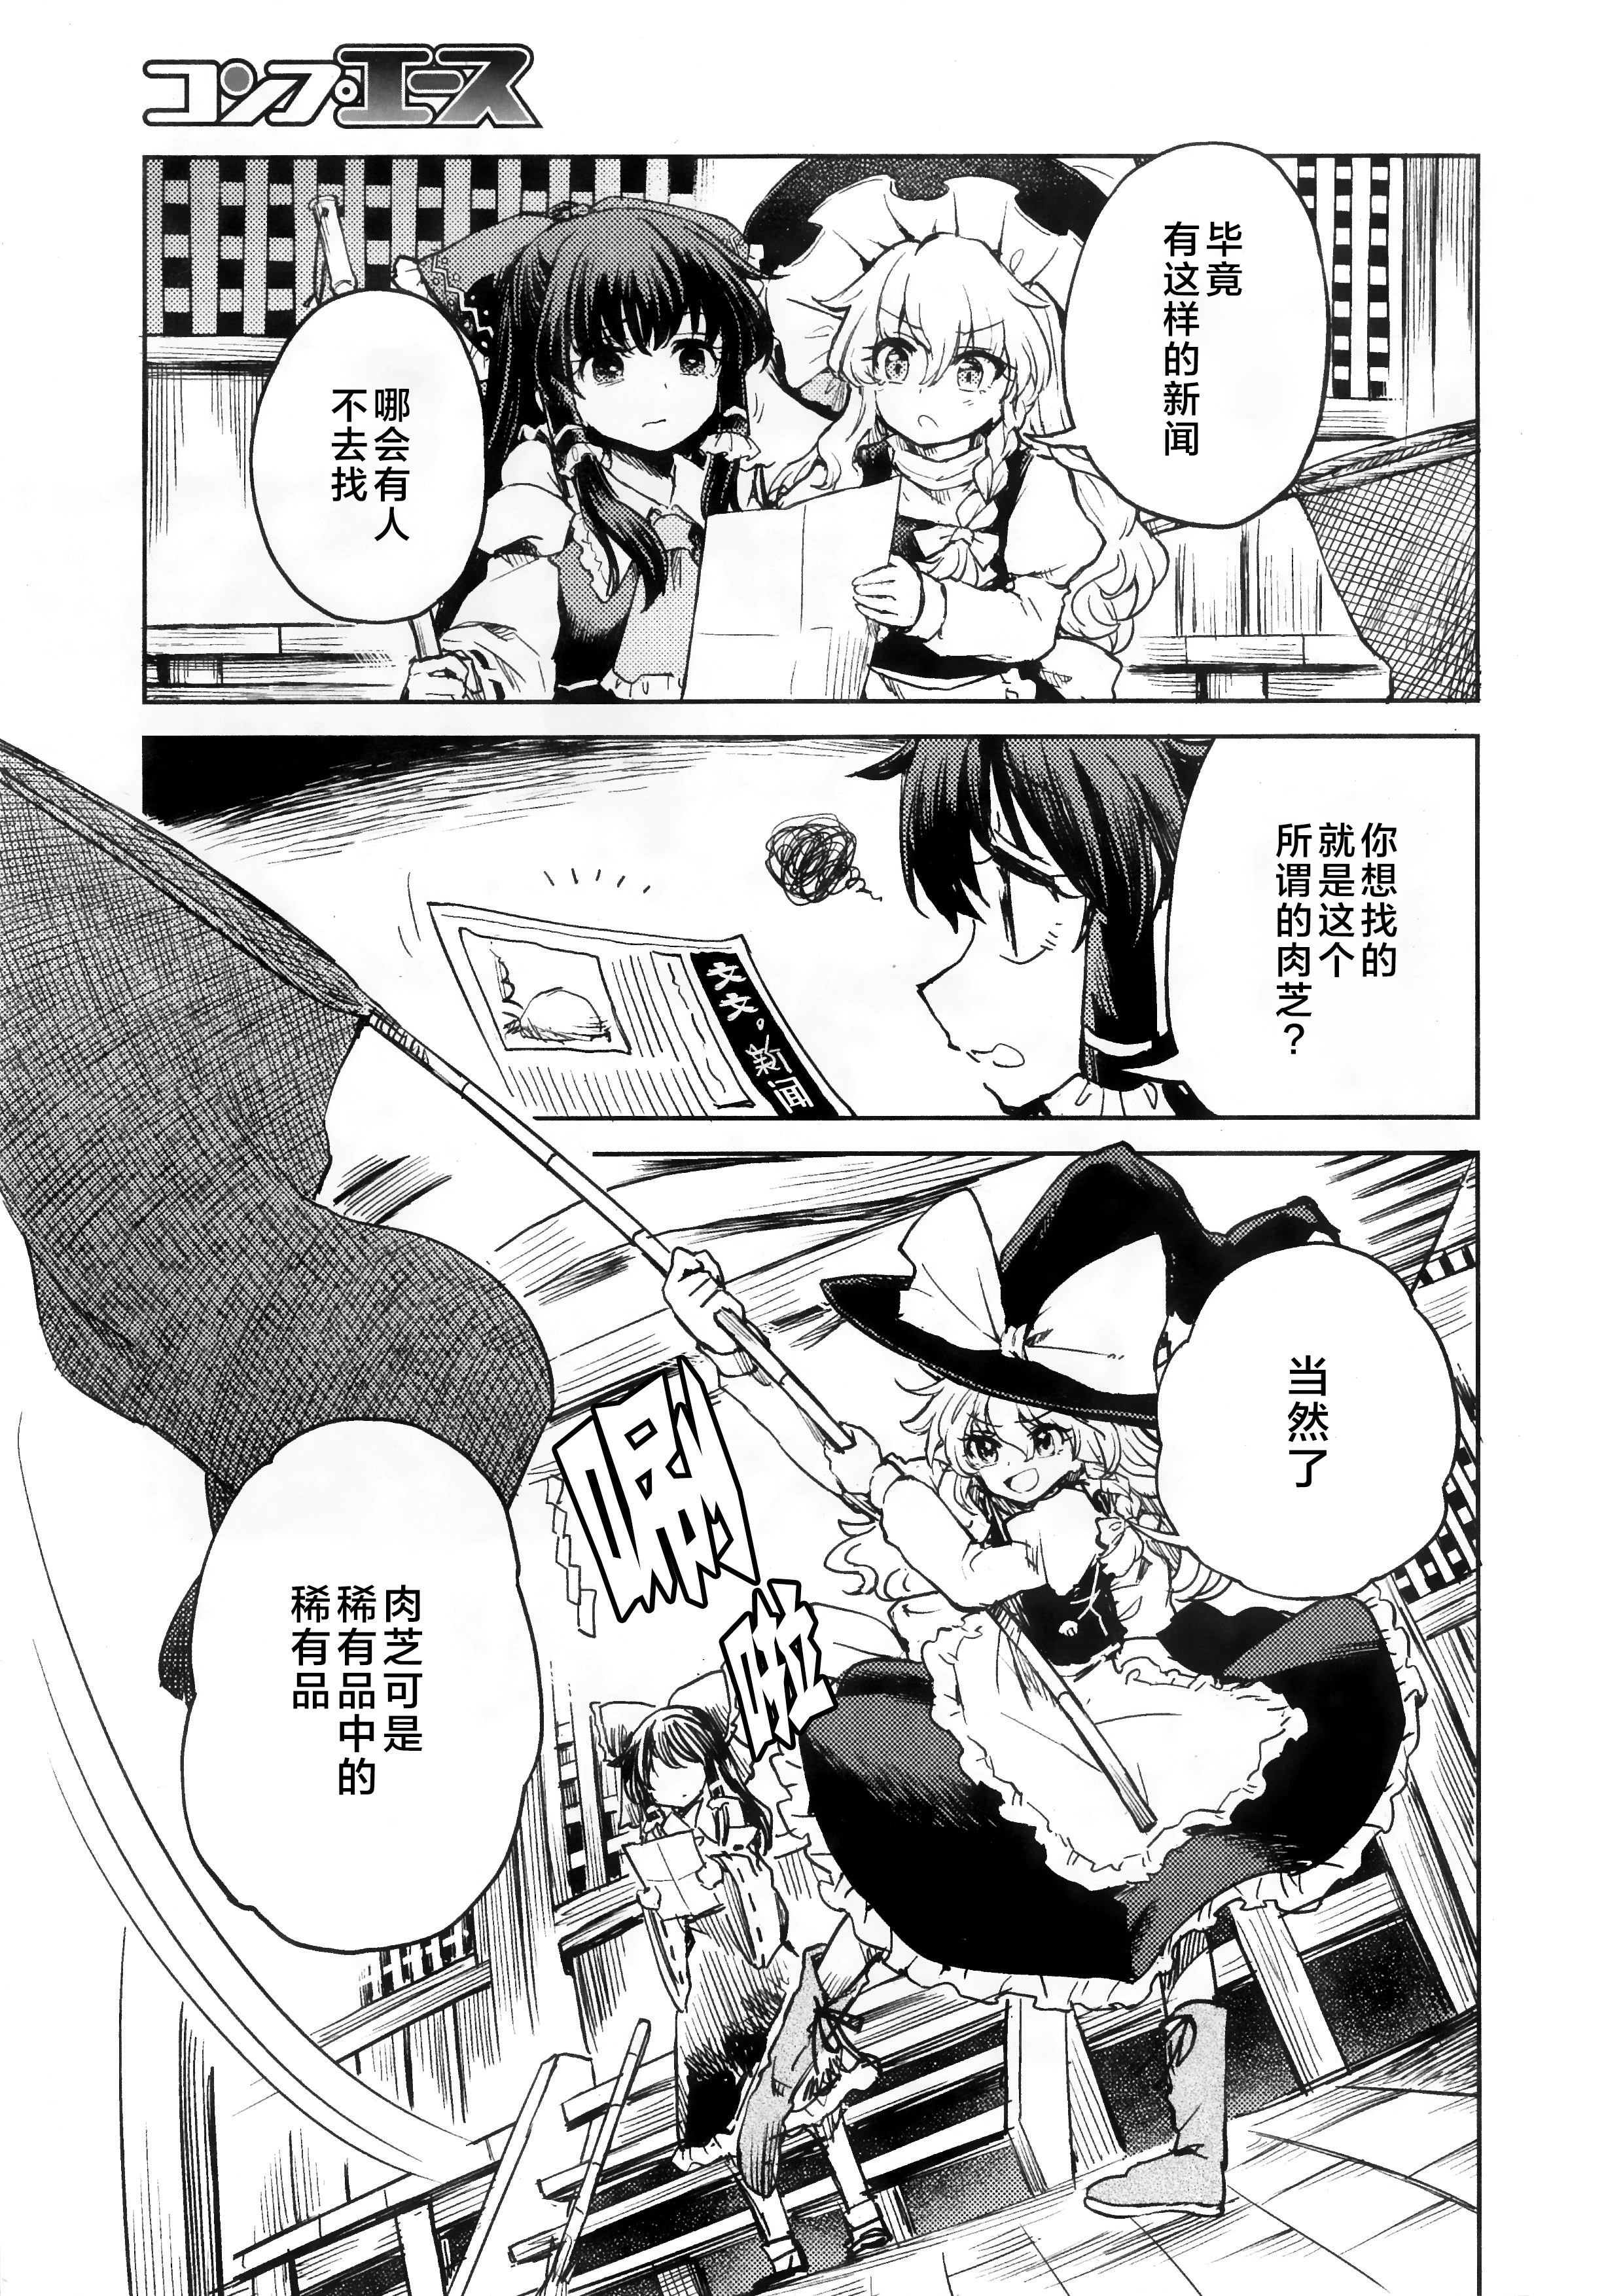 コンプ・エース
毕竟
有这样的新闻
哪会有人
不去找
你想找的
就是这个
所谓的肉芝？
文文。新闻
当然了
唰
啦
肉芝可是
稀有品中的
稀有品